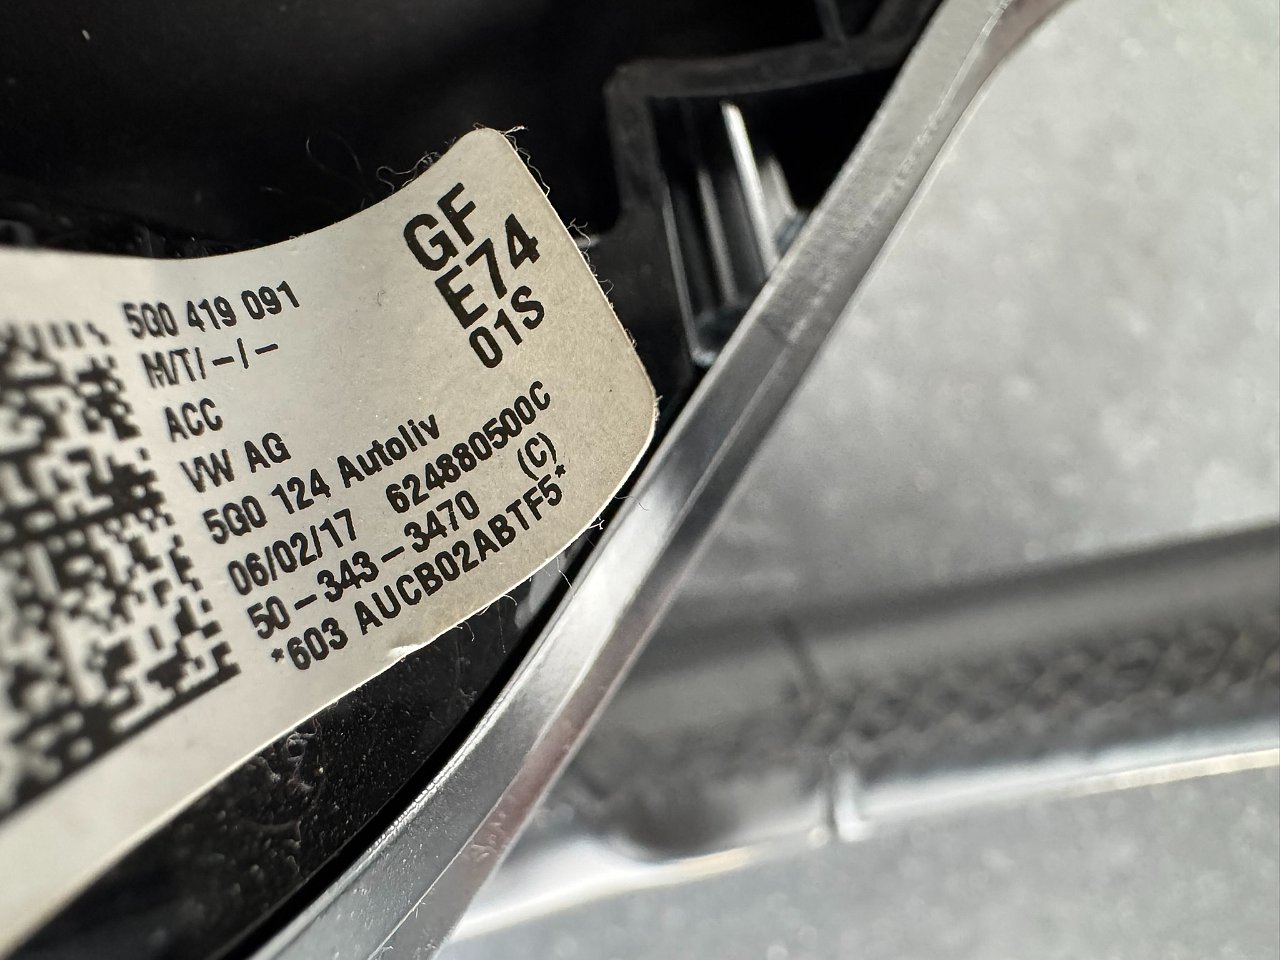 GF
E74
01S
5G0 419 091
M/T/-/-
ACC
VW AG
5G0 124 Autoliv
06/02/17 624880500C
50-343-3470 (C)
*603 AUCB02ABTF5*